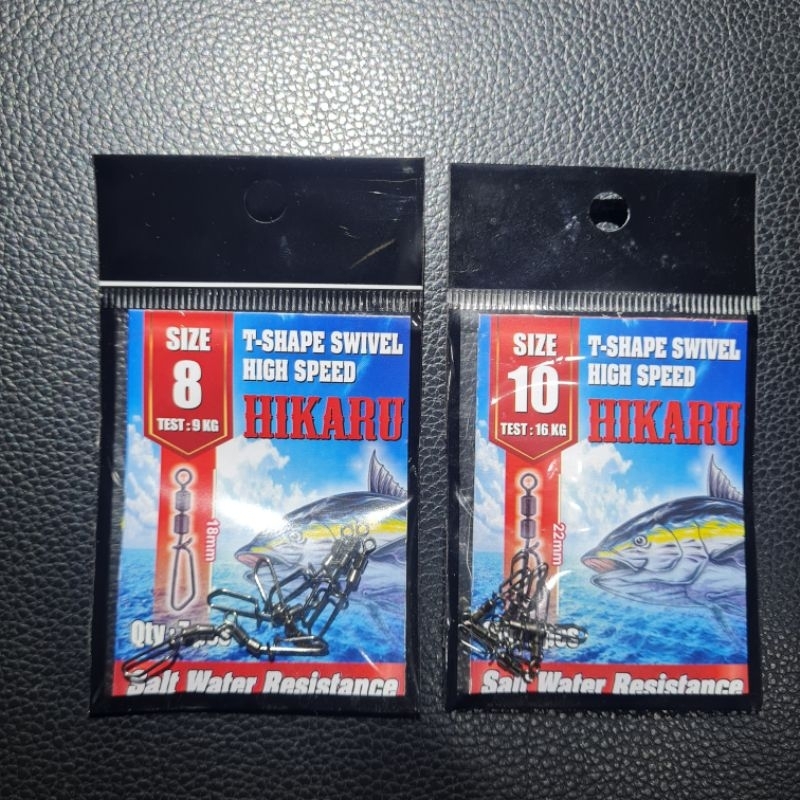 SIZE
8
TEST : 9 KG
T-SHAPE SWIVEL
HIGH SPEED
HIKARU
18mm
Qty :
Salt Water Resistance
SIZE
10
TEST : 16 KG
T-SHAPE SWIVEL
HIGH SPEED
HIKARU
22mm
Salt Water Resistance